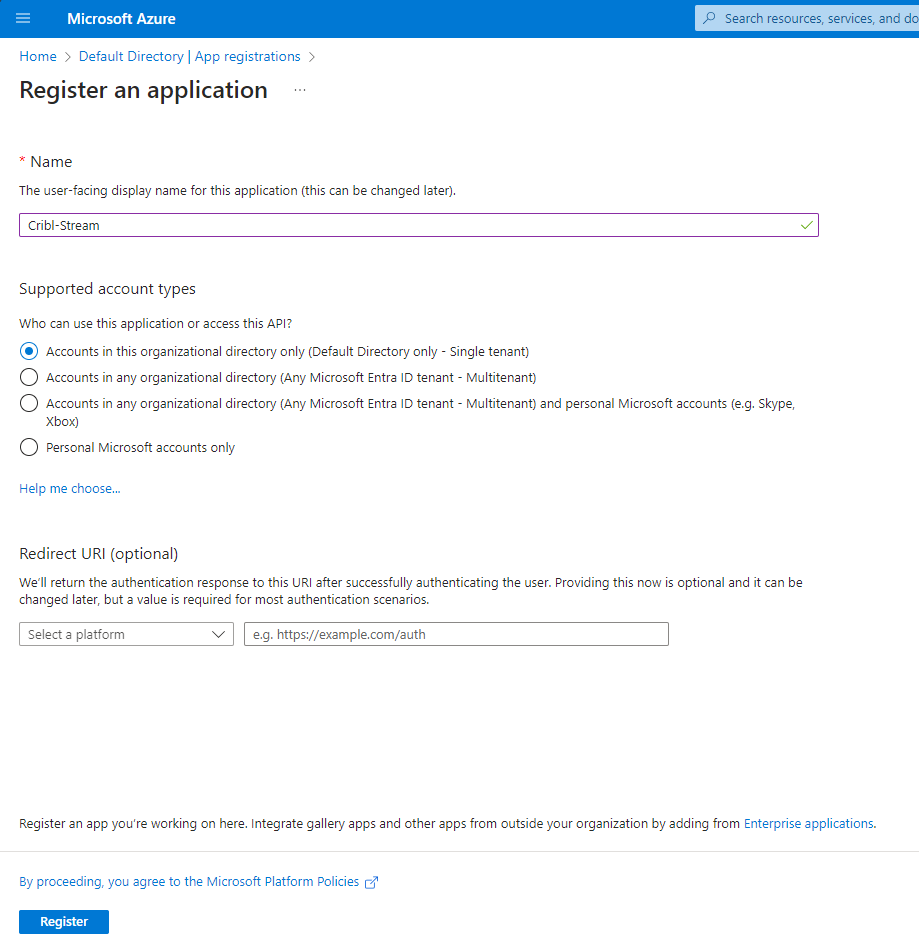 Microsoft Azure
Search resources, services, and do
Home > Default Directory | App registrations >
Register an application ...
* Name
The user-facing display name for this application (this can be changed later).
Cribl-Stream
Supported account types
Who can use this application or access this API?
Accounts in this organizational directory only (Default Directory only - Single tenant)
Accounts in any organizational directory (Any Microsoft Entra ID tenant - Multitenant)
Accounts in any organizational directory (Any Microsoft Entra ID tenant - Multitenant) and personal Microsoft accounts (e.g. Skype,
Xbox)
Personal Microsoft accounts only
Help me choose...
Redirect URI (optional)
We'll return the authentication response to this URI after successfully authenticating the user. Providing this now is optional and it can be
changed later, but a value is required for most authentication scenarios.
Select a platform
e.g. https://example.com/auth
Register an app you're working on here. Integrate gallery apps and other apps from outside your organization by adding from Enterprise applications.
By proceeding, you agree to the Microsoft Platform Policies
Register